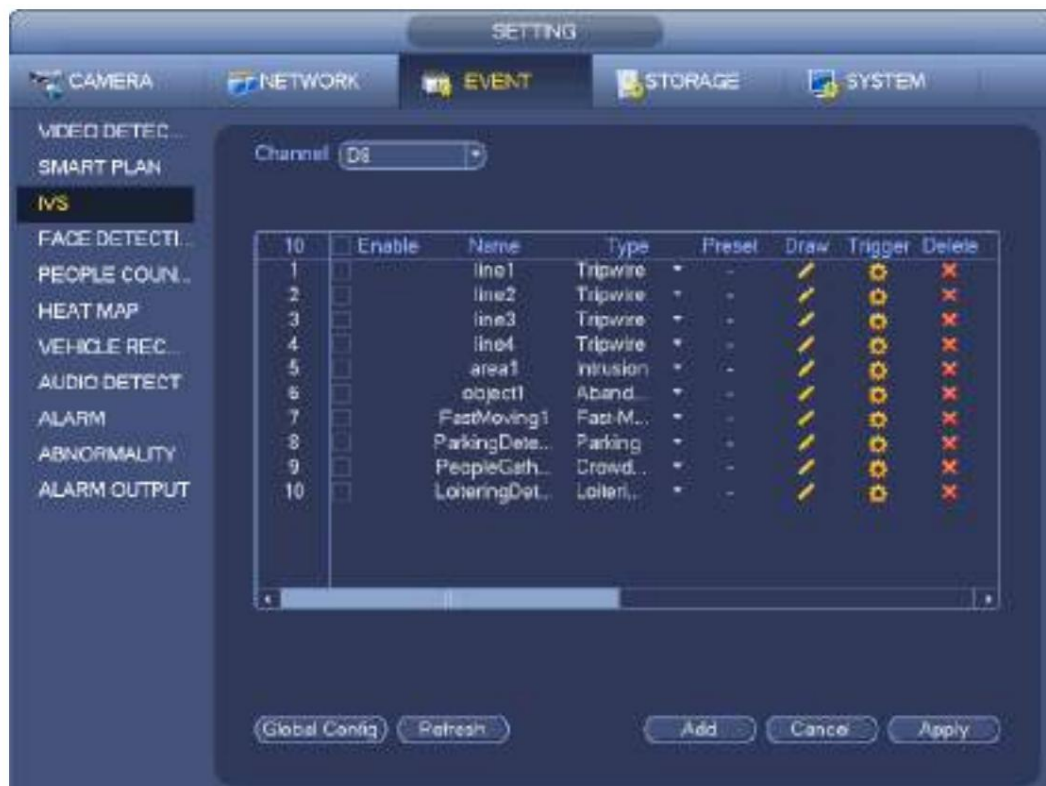 SETTING
CAMERA NETWORK EVENT STORAGE SYSTEM
VIDEO DETEC...
SMART PLAN
IVS
FACE DETECTI...
PEOPLE COUN...
HEAT MAP
VEHICLE REC...
AUDIO DETECT
ALARM
ABNORMALITY
ALARM OUTPUT
Channel D8
10 Enable Name Type Preset Draw Trigger Delete
1 line1 Tripwire -
2 line2 Tripwire -
3 line3 Tripwire -
4 line4 Tripwire -
5 area1 Intrusion -
6 object1 Aband... -
7 FastMoving1 Fast-M... -
8 ParkingDete... Parking -
9 PeopleGath... Crowd... -
10 LoiteringDet... Loiteri... -
Global Config Refresh Add Cancel Apply